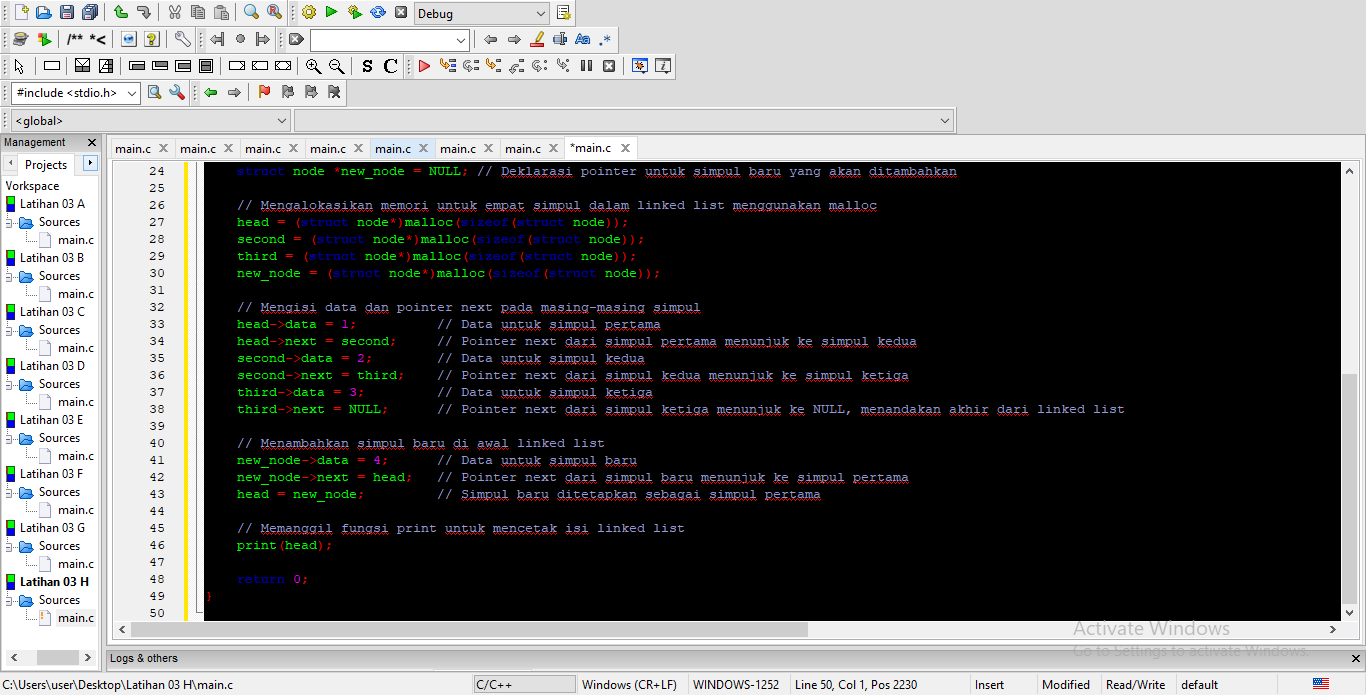 Debug
/** *<
Aa .*
S C
#include <stdio.h>
<global>
Management
Projects
Workspace
Latihan 03 A
Sources
main.c
Latihan 03 B
Sources
main.c
Latihan 03 C
Sources
main.c
Latihan 03 D
Sources
main.c
Latihan 03 E
Sources
main.c
Latihan 03 F
Sources
main.c
Latihan 03 G
Sources
main.c
Latihan 03 H
Sources
main.c
main.c main.c main.c main.c main.c main.c main.c *main.c
24 struct node *new_node = NULL; // Deklarasi pointer untuk simpul baru yang akan ditambahkan
25
26 // Mengalokasikan memori untuk empat simpul dalam linked list menggunakan malloc
27 head = (struct node*)malloc(sizeof(struct node));
28 second = (struct node*)malloc(sizeof(struct node));
29 third = (struct node*)malloc(sizeof(struct node));
30 new_node = (struct node*)malloc(sizeof(struct node));
31
32 // Mengisi data dan pointer next pada masing-masing simpul
33 head->data = 1; // Data untuk simpul pertama
34 head->next = second; // Pointer next dari simpul pertama menunjuk ke simpul kedua
35 second->data = 2; // Data untuk simpul kedua
36 second->next = third; // Pointer next dari simpul kedua menunjuk ke simpul ketiga
37 third->data = 3; // Data untuk simpul ketiga
38 third->next = NULL; // Pointer next dari simpul ketiga menunjuk ke NULL, menandakan akhir dari linked list
39
40 // Menambahkan simpul baru di awal linked list
41 new_node->data = 4; // Data untuk simpul baru
42 new_node->next = head; // Pointer next dari simpul baru menunjuk ke simpul pertama
43 head = new_node; // Simpul baru ditetapkan sebagai simpul pertama
44
45 // Memanggil fungsi print untuk mencetak isi linked list
46 print(head);
47
48 return 0;
49 }
50
Activate Windows
Go to Settings to activate Windows.
Logs & others
C:\Users\user\Desktop\Latihan 03 H\main.c C/C++ Windows (CR+LF) WINDOWS-1252 Line 50, Col 1, Pos 2230 Insert Modified Read/Write default